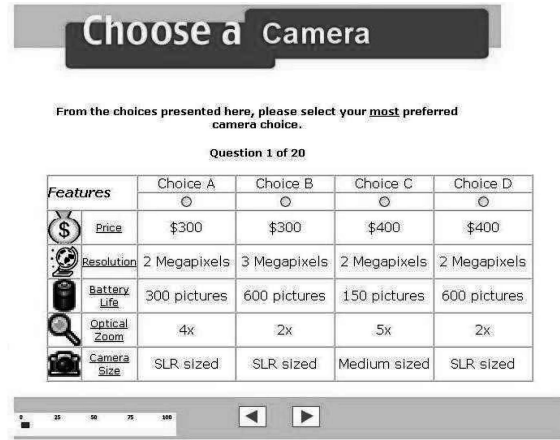 Choose a Camera
From the choices presented here, please select your most preferred
camera choice.
Question 1 of 20
Features Choice A Choice B Choice C Choice D
$ Price $300 $300 $400 $400
Resolution 2 Megapixels 3 Megapixels 2 Megapixels 2 Megapixels
Battery
Life 300 pictures 600 pictures 150 pictures 600 pictures
Optical
Zoom 4x 2x 5x 2x
Camera
Size SLR sized SLR sized Medium sized SLR sized
0 25 50 75 100